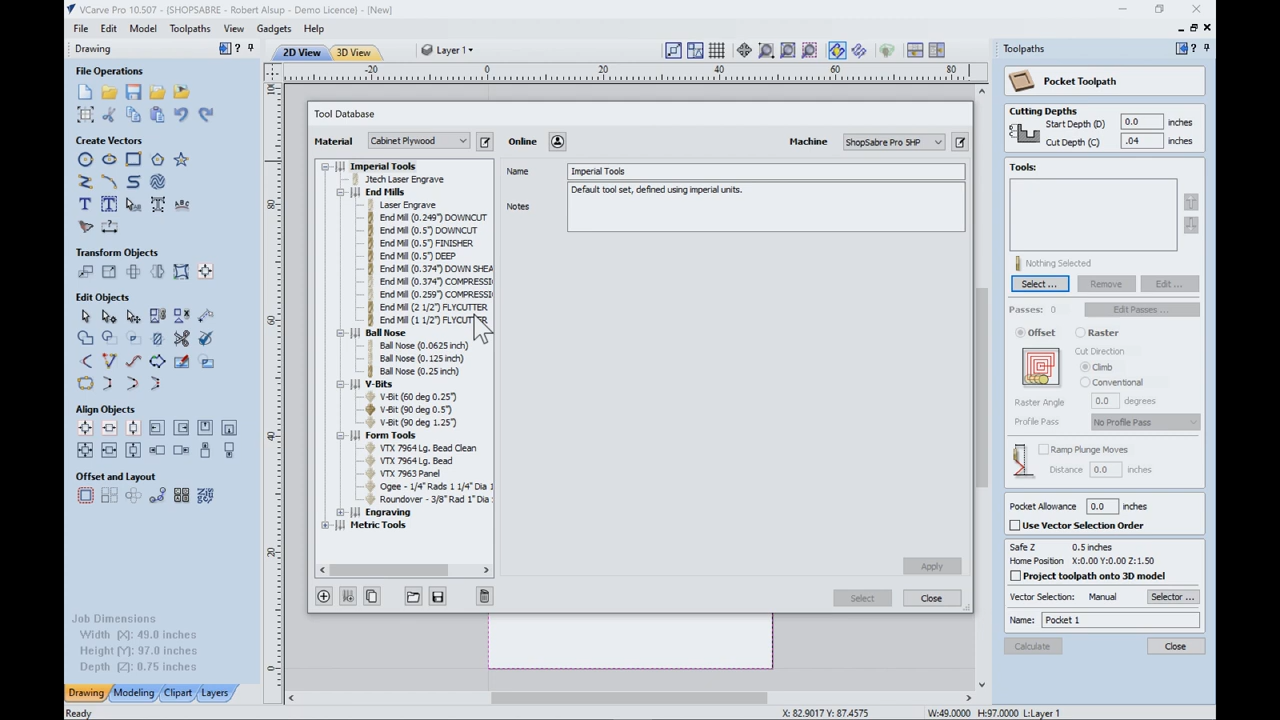 VCarve Pro 10.507 - (SHOPSABRE - Robert Alsup - Demo Licence) - [New]
File Edit Model Toolpaths View Gadgets Help
Drawing ?
2D View 3D View Layer 1
Toolpaths ?
File Operations
Create Vectors
Transform Objects
Edit Objects
Align Objects
Offset and Layout
Job Dimensions
Width (X): 49.0 inches
Height (Y): 97.0 inches
Depth (Z): 0.75 inches
Drawing Modeling Clipart Layers
Ready
-20 0 20 40 60 80
60
40
20
0
Tool Database
Material Cabinet Plywood Online Machine ShopSabre Pro 5HP
Imperial Tools
Jtech Laser Engrave
End Mills
Laser Engrave
End Mill (0.249") DOWNCUT
End Mill (0.5") DOWNCUT
End Mill (0.5") FINISHER
End Mill (0.5") DEEP
End Mill (0.374") DOWN SHEA
End Mill (0.374") COMPRESSI
End Mill (0.259") COMPRESSI
End Mill (2 1/2") FLYCUTTER
End Mill (1 1/2") FLYCUTTER
Ball Nose
Ball Nose (0.0625 inch)
Ball Nose (0.125 inch)
Ball Nose (0.25 inch)
V-Bits
V-Bit (60 deg 0.25")
V-Bit (90 deg 0.5")
V-Bit (90 deg 1.25")
Form Tools
VTX 7964 Lg. Bead Clean
VTX 7964 Lg. Bead
VTX 7963 Panel
Ogee - 1/4" Rads 1 1/4" Dia 1
Roundover - 3/8" Rad 1" Dia
Engraving
Metric Tools
Name Imperial Tools
Notes Default tool set, defined using imperial units.
Apply
Select Close
Pocket Toolpath
Cutting Depths
Start Depth (D) 0.0 inches
Cut Depth (C) .04 inches
Tools:
Nothing Selected
Select ... Remove Edit ...
Passes: 0 Edit Passes ...
Offset Raster
Cut Direction
Climb
Conventional
Raster Angle 0.0 degrees
Profile Pass No Profile Pass
Ramp Plunge Moves
Distance 0.0 inches
Pocket Allowance 0.0 inches
Use Vector Selection Order
Safe Z 0.5 inches
Home Position X:0.00 Y:0.00 Z:1.50
Project toolpath onto 3D model
Vector Selection: Manual Selector ...
Name: Pocket 1
Calculate Close
X: 82.9017 Y: 87.4575 W:49.0000 H:97.0000 L:Layer 1